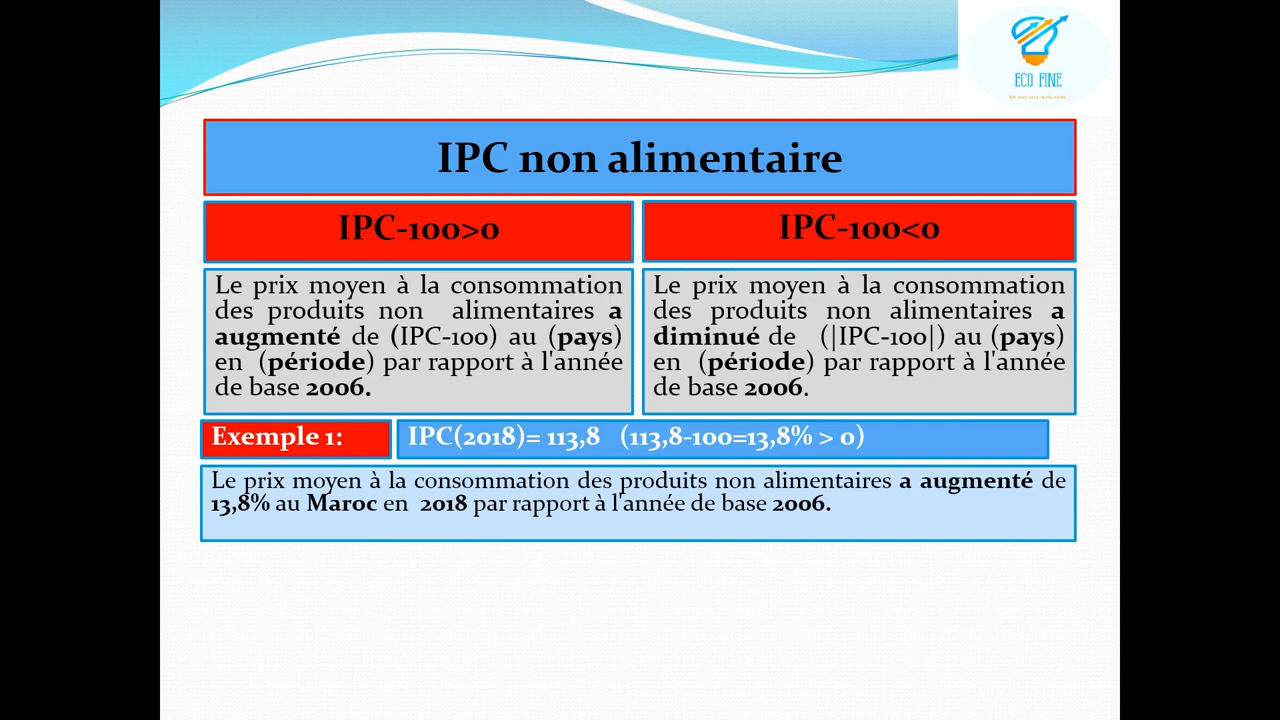 ECO FINE
IPC non alimentaire
IPC-100>0
IPC-100<0
Le prix moyen à la consommation
des produits non alimentaires a
augmenté de (IPC-100) au (pays)
en (période) par rapport à l'année
de base 2006.
Le prix moyen à la consommation
des produits non alimentaires a
diminué de (|IPC-100|) au (pays)
en (période) par rapport à l'année
de base 2006.
Exemple 1:
IPC(2018)= 113,8 (113,8-100=13,8% > 0)
Le prix moyen à la consommation des produits non alimentaires a augmenté de
13,8% au Maroc en 2018 par rapport à l'année de base 2006.